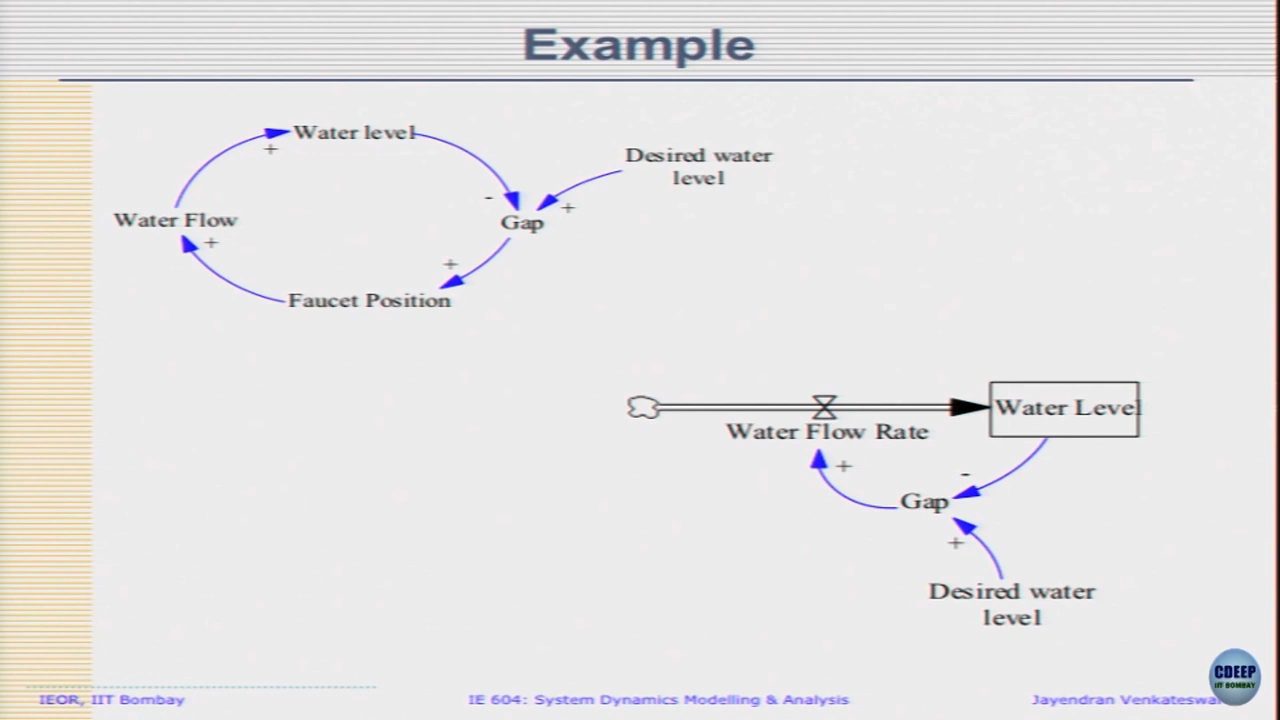 Example
Water level
Desired water
level
+
-
+
Water Flow
Gap
+
+
Faucet Position
Water Level
Water Flow Rate
+
-
Gap
+
Desired water
level
CDEEP
IIT BOMBAY
IEOR, IIT Bombay
IE 604: System Dynamics Modelling & Analysis
Jayendran